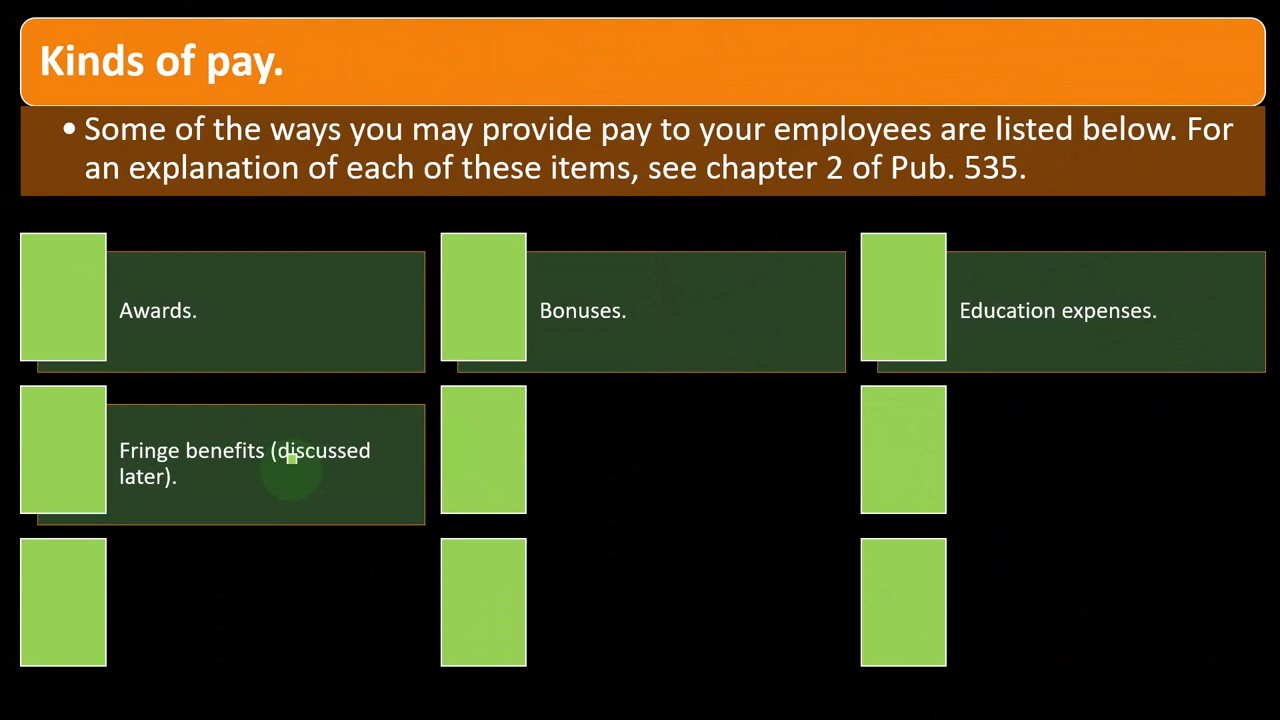 Kinds of pay.
• Some of the ways you may provide pay to your employees are listed below. For
an explanation of each of these items, see chapter 2 of Pub. 535.
Awards.
Bonuses.
Education expenses.
Fringe benefits (discussed
later).